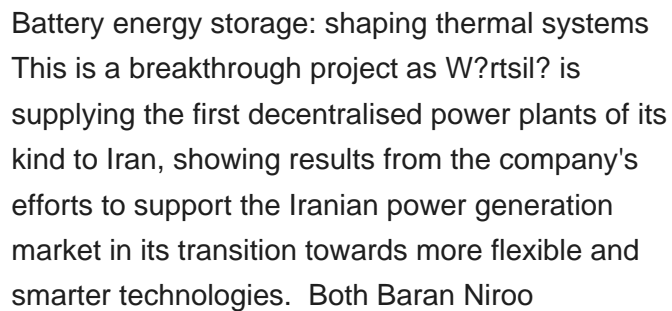 Battery energy storage: shaping thermal systems
This is a breakthrough project as W?rtsil? is
supplying the first decentralised power plants of its
kind to Iran, showing results from the company's
efforts to support the Iranian power generation
market in its transition towards more flexible and
smarter technologies.  Both Baran Niroo